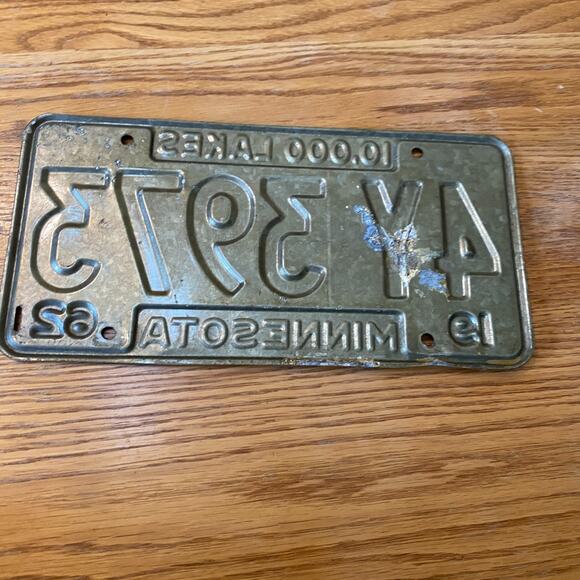 10,000 LAKES
4Y 3973
19 MINNESOTA 62